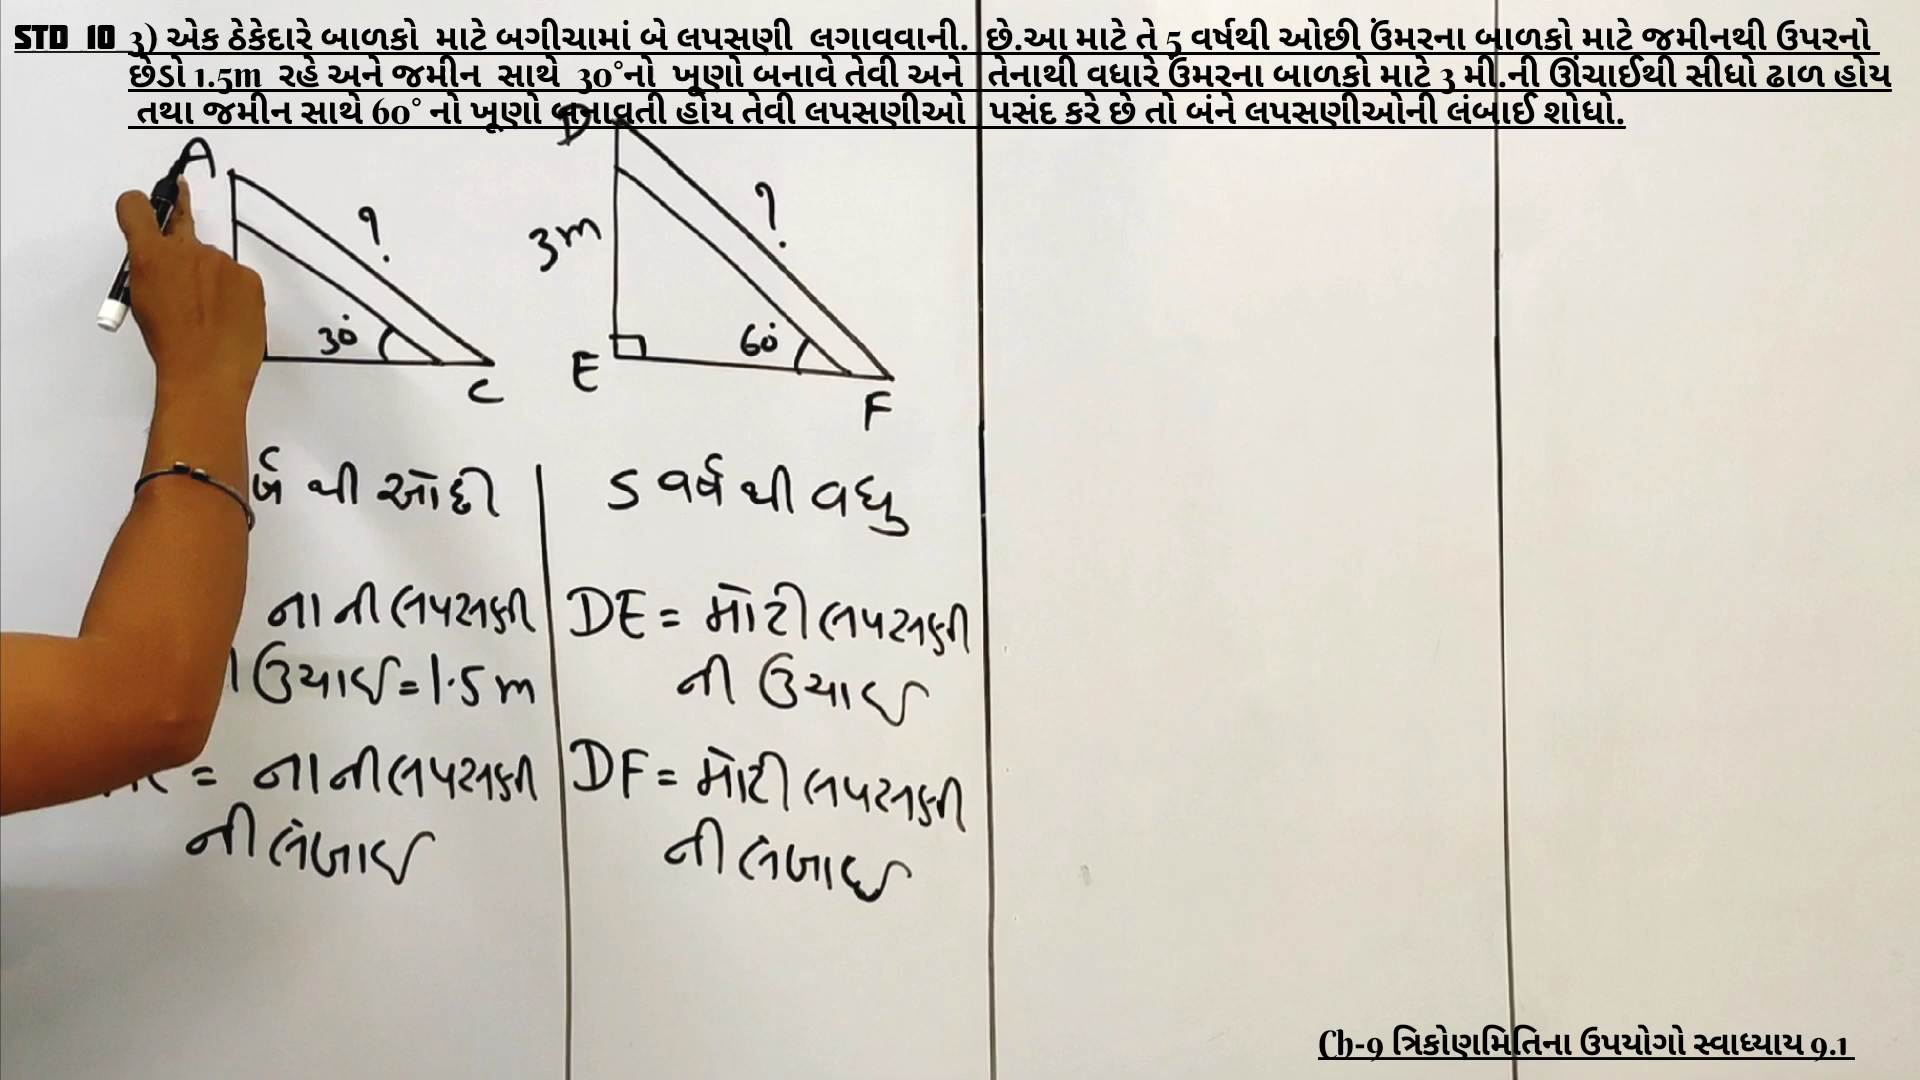 STD 10 3) એક ઠેકેદારે બાળકો માટે બગીચામાં બે લપસણી લગાવવાની. છે.આ માટે તે 5 વર્ષથી ઓછી ઉંમરના બાળકો માટે જમીનથી ઉપરનો
છેડો 1.5m રહે અને જમીન સાથે 30°નો ખૂણો બનાવે તેવી અને તેનાથી વધારે ઉંમરના બાળકો માટે 3 મી.ની ઊંચાઈથી સીધો ઢાળ હોય
તથા જમીન સાથે 60° નો ખૂણો બનાવતી હોય તેવી લપસણીઓ પસંદ કરે છે તો બંને લપસણીઓની લંબાઈ શોધો.
A
D
?
?
3m
30°
60°
E
C
F
ર્ષ થી ઓછી
5 વર્ષ થી વધુ
નાની લપસણી
DE = મોટી લપસણી
ઉચાઈ = 1.5 m
ની ઉચાઈ
= નાની લપસણી
DF = મોટી લપસણી
ની લંબાઈ
ની લંબાઈ
Ch-9 ત્રિકોણમિતિના ઉપયોગો સ્વાધ્યાય 9.1